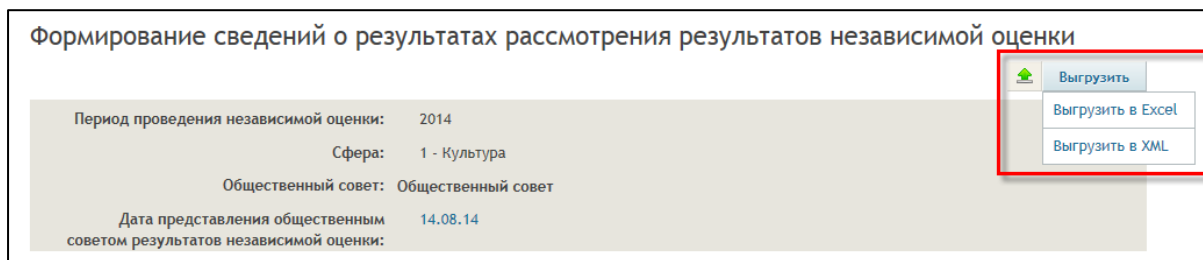 Формирование сведений о результатах рассмотрения результатов независимой оценки
Выгрузить
Выгрузить в Excel
Выгрузить в XML
Период проведения независимой оценки: 2014
Сфера: 1 - Культура
Общественный совет: Общественный совет
Дата представления общественным 14.08.14
советом результатов независимой оценки: